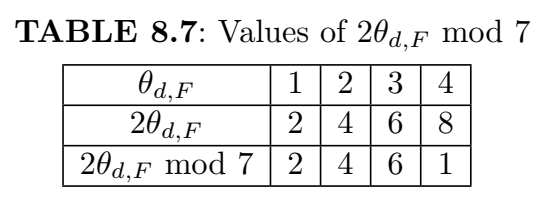 TABLE 8.7: Values of 2θ_{d,F} mod 7
θ_{d,F} 1 2 3 4
2θ_{d,F} 2 4 6 8
2θ_{d,F} mod 7 2 4 6 1